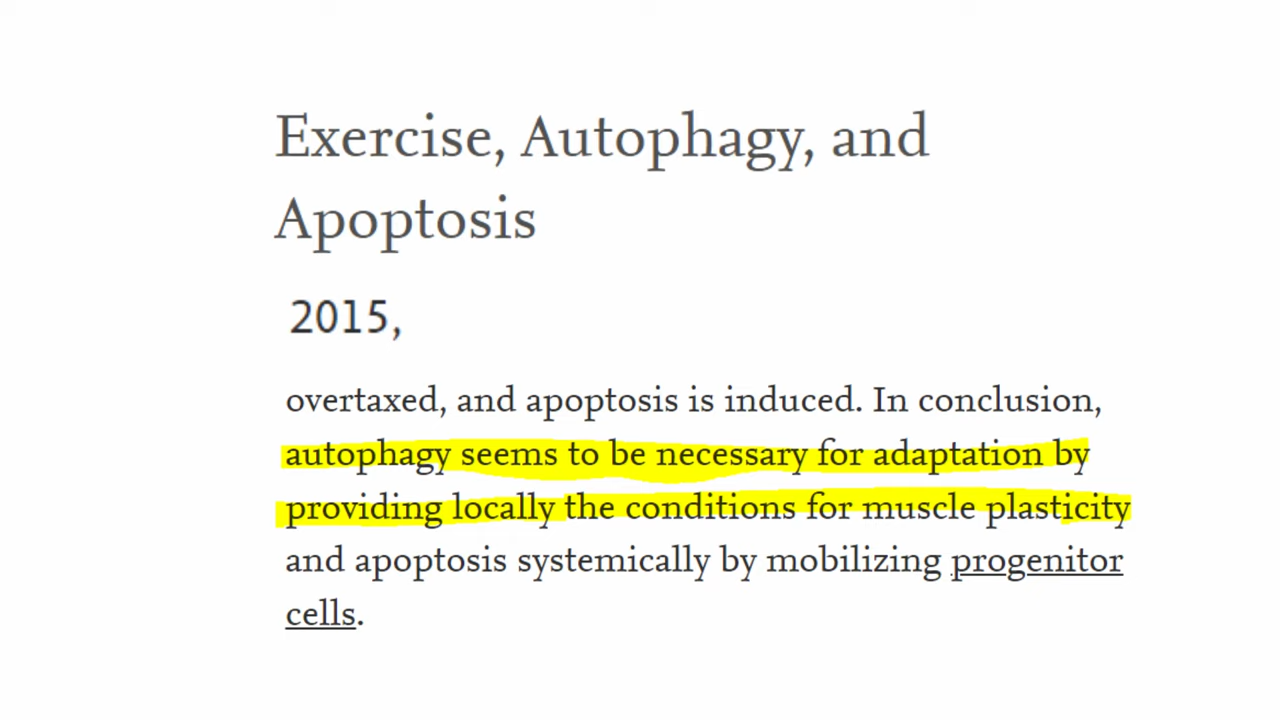 Exercise, Autophagy, and
Apoptosis
2015,
overtaxed, and apoptosis is induced. In conclusion,
autophagy seems to be necessary for adaptation by
providing locally the conditions for muscle plasticity
and apoptosis systemically by mobilizing progenitor
cells.